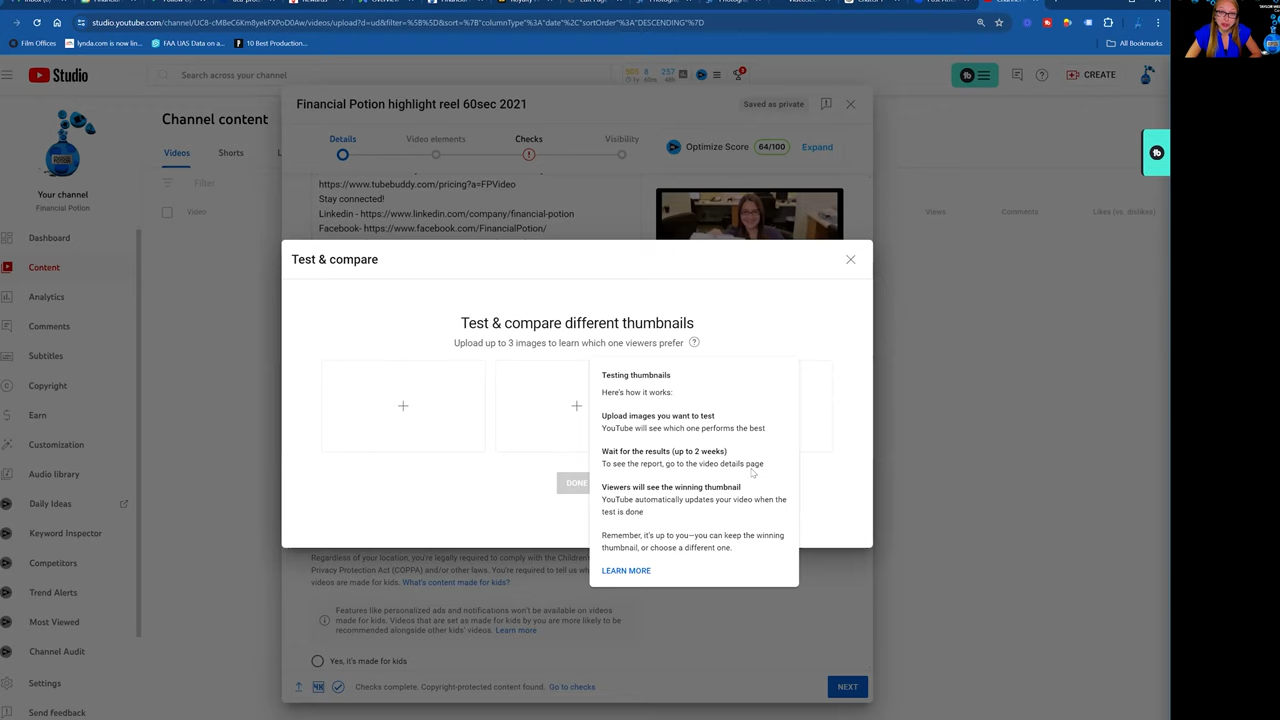 studio.youtube.com/channel/UC8-cMBeC6Km8yekFXPoD0Aw/videos/upload?d=ud&filter=%5B%5D&sort=%7B"columnType"%3A"date"%2C"sortOrder"%3A"DESCENDING"%7D
Film Offices
lynda.com is now lin...
FAA UAS Data on a...
10 Best Production...
All Bookmarks
Studio
Search across your channel
CREATE
Channel content
Videos
Shorts
Filter
Video
Views
Comments
Likes (vs. dislikes)
Your channel
Financial Potion
Dashboard
Content
Analytics
Comments
Subtitles
Copyright
Earn
Customization
Audio library
Daily Ideas
Keyword Inspector
Competitors
Trend Alerts
Most Viewed
Channel Audit
Settings
Send feedback
Financial Potion highlight reel 60sec 2021
Saved as private
Details
Video elements
Checks
Visibility
Optimize Score
64/100
Expand
https://www.tubebuddy.com/pricing?a=FPVideo
Stay connected!
Linkedin - https://www.linkedin.com/company/financial-potion
Facebook- https://www.facebook.com/FinancialPotion/
Test & compare
Test & compare different thumbnails
Upload up to 3 images to learn which one viewers prefer
DONE
Testing thumbnails
Here's how it works:
Upload images you want to test
YouTube will see which one performs the best
Wait for the results (up to 2 weeks)
To see the report, go to the video details page
Viewers will see the winning thumbnail
YouTube automatically updates your video when the
test is done
Remember, it's up to you—you can keep the winning
thumbnail, or choose a different one.
LEARN MORE
Regardless of your location, you're legally required to comply with the Children's
Privacy Protection Act (COPPA) and/or other laws. You're required to tell us
videos are made for kids. What's content made for kids?
Features like personalized ads and notifications won't be available on videos
made for kids. Videos that are set as made for kids by you are more likely to be
recommended alongside other kids' videos. Learn more
Yes, it's made for kids
Checks complete. Copyright-protected content found. Go to checks
NEXT